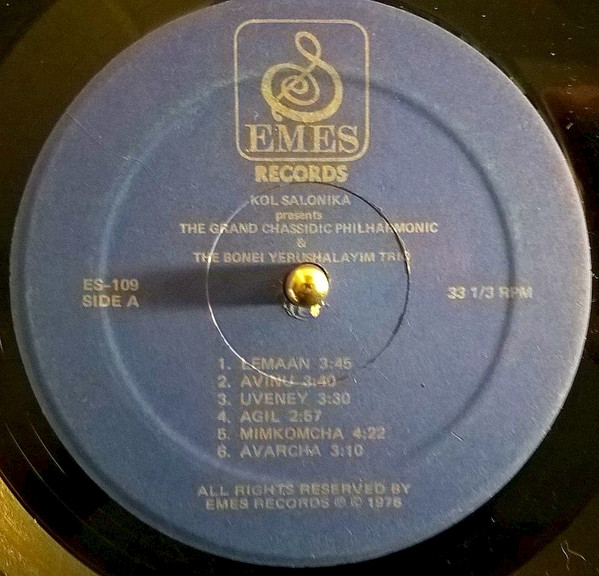 EMES
RECORDS
KOL SALONIKA
presents
THE GRAND CHASSIDIC PHILHARMONIC
&
THE BONEI YERUSHALAYIM TRIO
ES-109
SIDE A
33 1/3 RPM
1. LEMAAN 3:45
2. AVINU 3:40
3. UVENEY 3:30
4. AGIL 2:57
5. MIMKOMCHA 4:22
6. AVARCHA 3:10
ALL RIGHTS RESERVED BY
EMES RECORDS ℗ © 1976